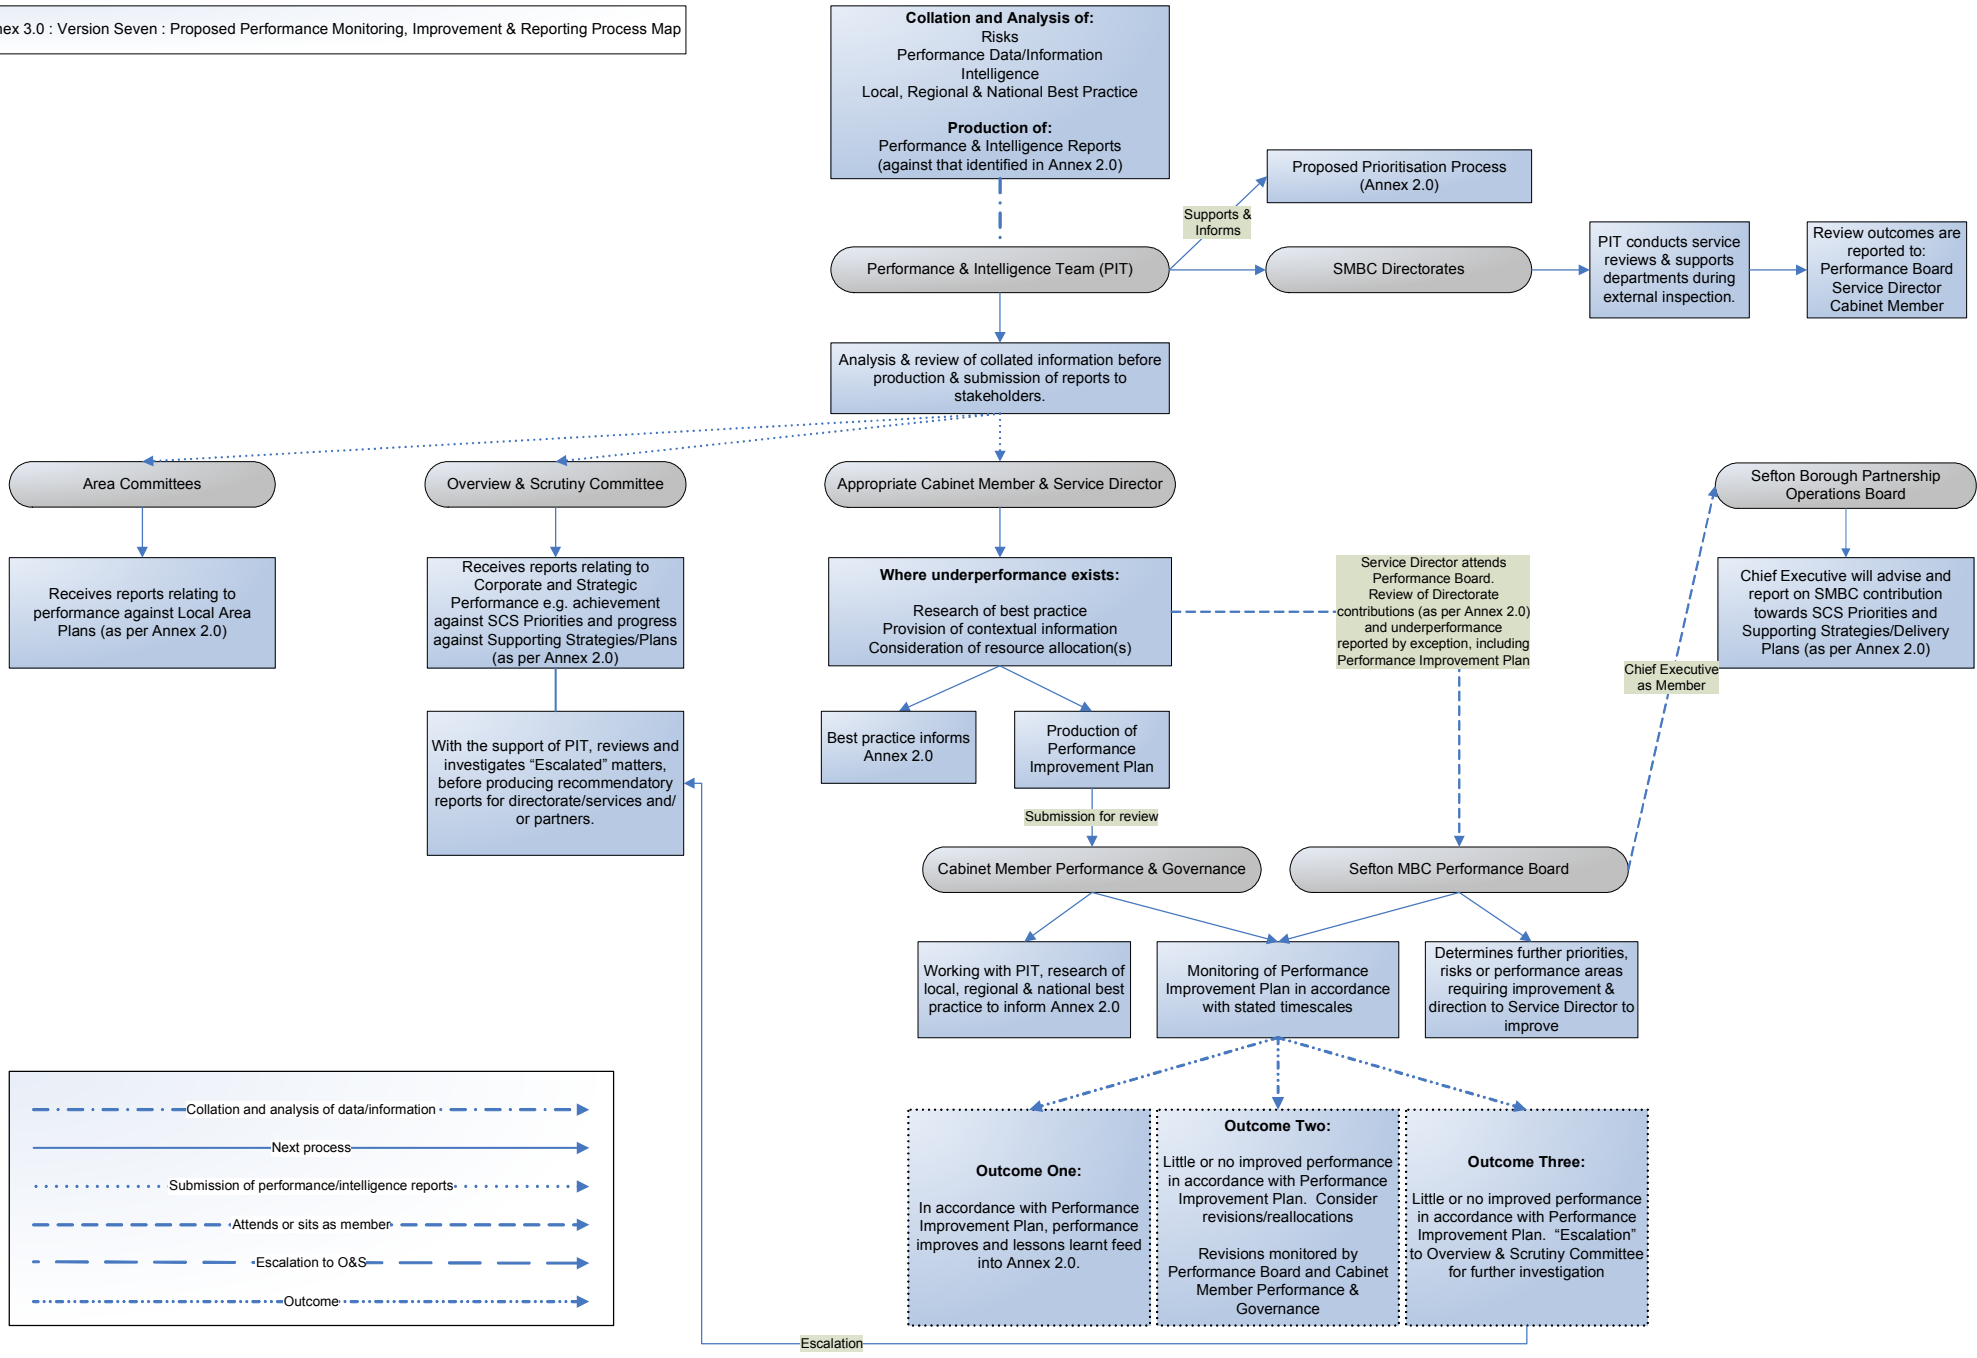 ex 3.0 : Version Seven : Proposed Performance Monitoring, Improvement & Reporting Process Map
Collation and Analysis of:
Risks
Performance Data/Information
Intelligence
Local, Regional & National Best Practice
Production of:
Performance & Intelligence Reports
(against that identified in Annex 2.0)
Proposed Prioritisation Process
(Annex 2.0)
Supports &
Informs
Performance & Intelligence Team (PIT)
SMBC Directorates
PIT conducts service
reviews & supports
departments during
external inspection.
Review outcomes are
reported to:
Performance Board
Service Director
Cabinet Member
Analysis & review of collated information before
production & submission of reports to
stakeholders.
Area Committees
Overview & Scrutiny Committee
Appropriate Cabinet Member & Service Director
Sefton Borough Partnership
Operations Board
Receives reports relating to
performance against Local Area
Plans (as per Annex 2.0)
Receives reports relating to
Corporate and Strategic
Performance e.g. achievement
against SCS Priorities and progress
against Supporting Strategies/Plans
(as per Annex 2.0)
Where underperformance exists:
Research of best practice
Provision of contextual information
Consideration of resource allocation(s)
Service Director attends
Performance Board.
Review of Directorate
contributions (as per Annex 2.0)
and underperformance
reported by exception, including
Performance Improvement Plan
Chief Executive will advise and
report on SMBC contribution
towards SCS Priorities and
Supporting Strategies/Delivery
Plans (as per Annex 2.0)
Chief Executive
as Member
With the support of PIT, reviews and
investigates “Escalated” matters,
before producing recommendatory
reports for directorate/services and/
or partners.
Best practice informs
Annex 2.0
Production of
Performance
Improvement Plan
Submission for review
Cabinet Member Performance & Governance
Sefton MBC Performance Board
Working with PIT, research of
local, regional & national best
practice to inform Annex 2.0
Monitoring of Performance
Improvement Plan in accordance
with stated timescales
Determines further priorities,
risks or performance areas
requiring improvement &
direction to Service Director to
improve
Collation and analysis of data/information
Next process
Submission of performance/intelligence reports
Attends or sits as member
Escalation to O&S
Outcome
Outcome One:
In accordance with Performance
Improvement Plan, performance
improves and lessons learnt feed
into Annex 2.0.
Outcome Two:
Little or no improved performance
in accordance with Performance
Improvement Plan.  Consider
revisions/reallocations
Revisions monitored by
Performance Board and Cabinet
Member Performance &
Governance
Outcome Three:
Little or no improved performance
in accordance with Performance
Improvement Plan.  “Escalation”
to Overview & Scrutiny Committee
for further investigation
Escalation